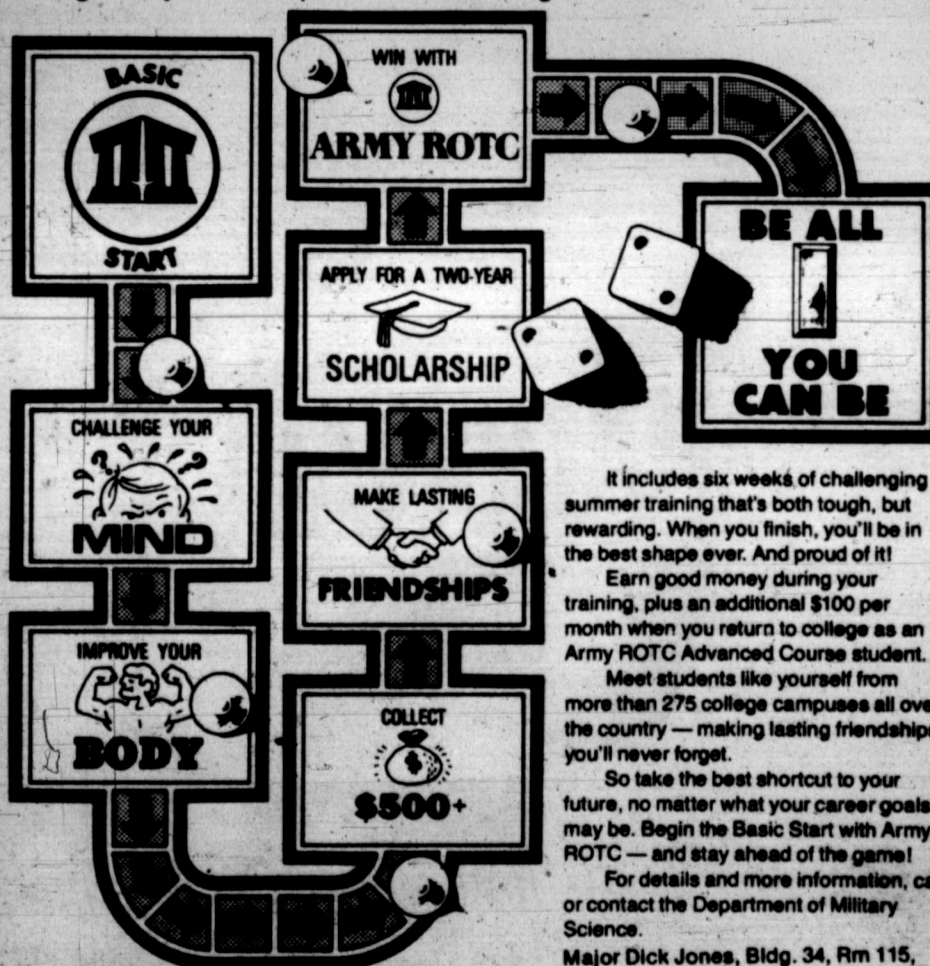 BASIC
START
CHALLENGE YOUR
MIND
IMPROVE YOUR
BODY
COLLECT
$
$500+
MAKE LASTING
FRIENDSHIPS
APPLY FOR A TWO-YEAR
SCHOLARSHIP
WIN WITH
ARMY ROTC
BE ALL
YOU
CAN BE
It includes six weeks of challenging
summer training that's both tough, but
rewarding. When you finish, you'll be in
the best shape ever. And proud of it!
Earn good money during your
training, plus an additional $100 per
month when you return to college as an
Army ROTC Advanced Course student.
Meet students like yourself from
more than 275 college campuses all ove
the country — making lasting friendship
you'll never forget.
So take the best shortcut to your
future, no matter what your career goals
may be. Begin the Basic Start with Army
ROTC — and stay ahead of the game!
For details and more information, ca
or contact the Department of Military
Science.
Major Dick Jones, Bldg. 34, Rm 115,